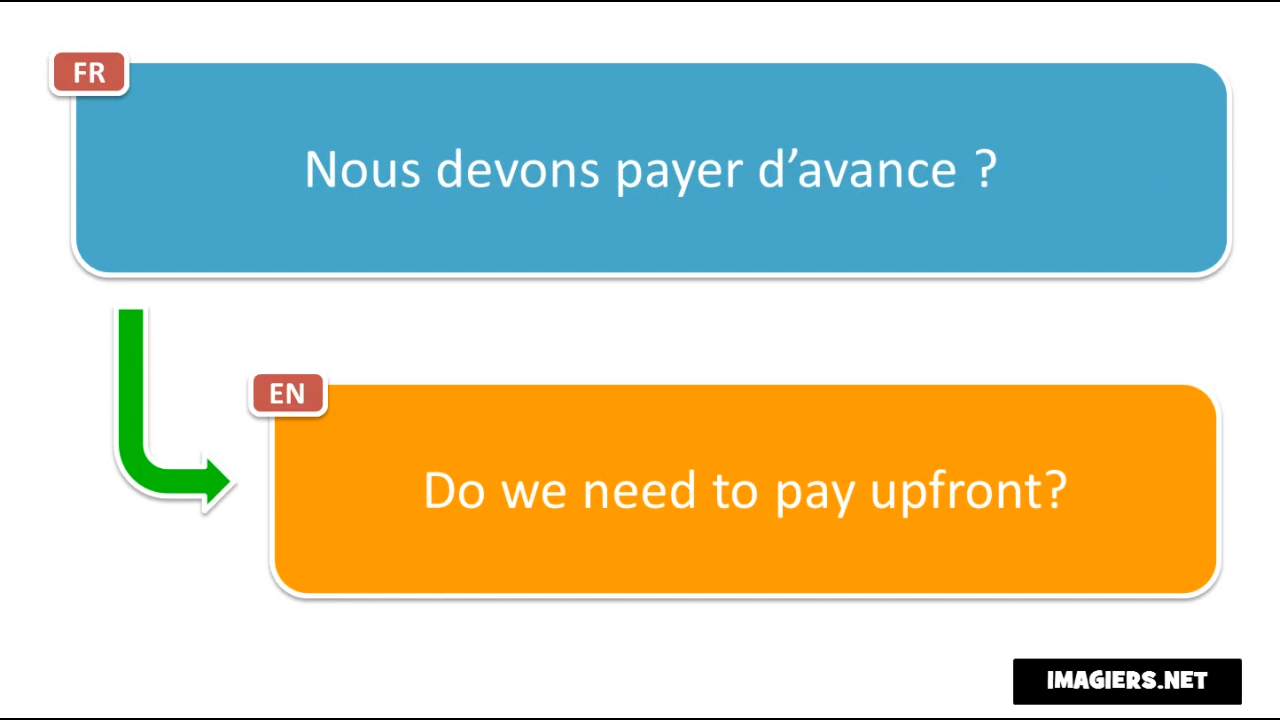 FR
Nous devons payer d’avance ?
EN
Do we need to pay upfront?
IMAGIERS.NET